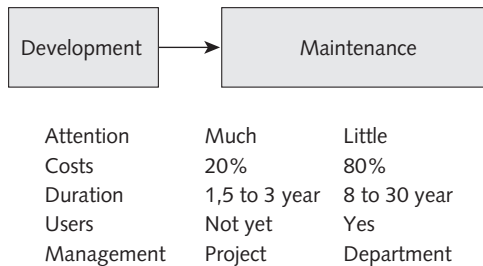 Development Maintenance
Attention Much Little
Costs 20% 80%
Duration 1,5 to 3 year 8 to 30 year
Users Not yet Yes
Management Project Department